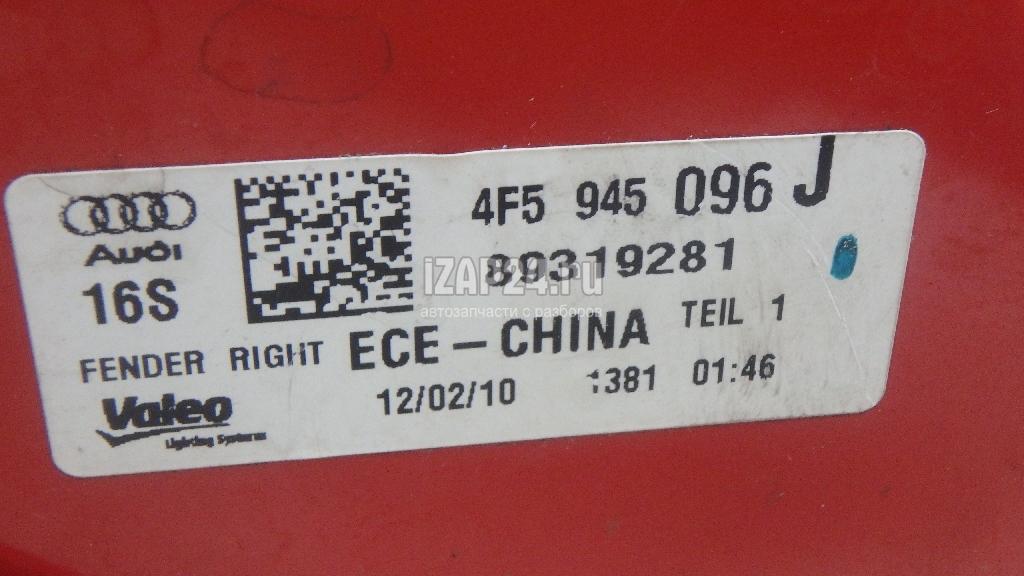 4F5 945 096 J
Audi
89319281
16S
IZAP24.ru
автозапчасти с разборов
FENDER RIGHT ECE-CHINA TEIL 1
Valeo
12/02/10 1381 01:46
Lighting Systems